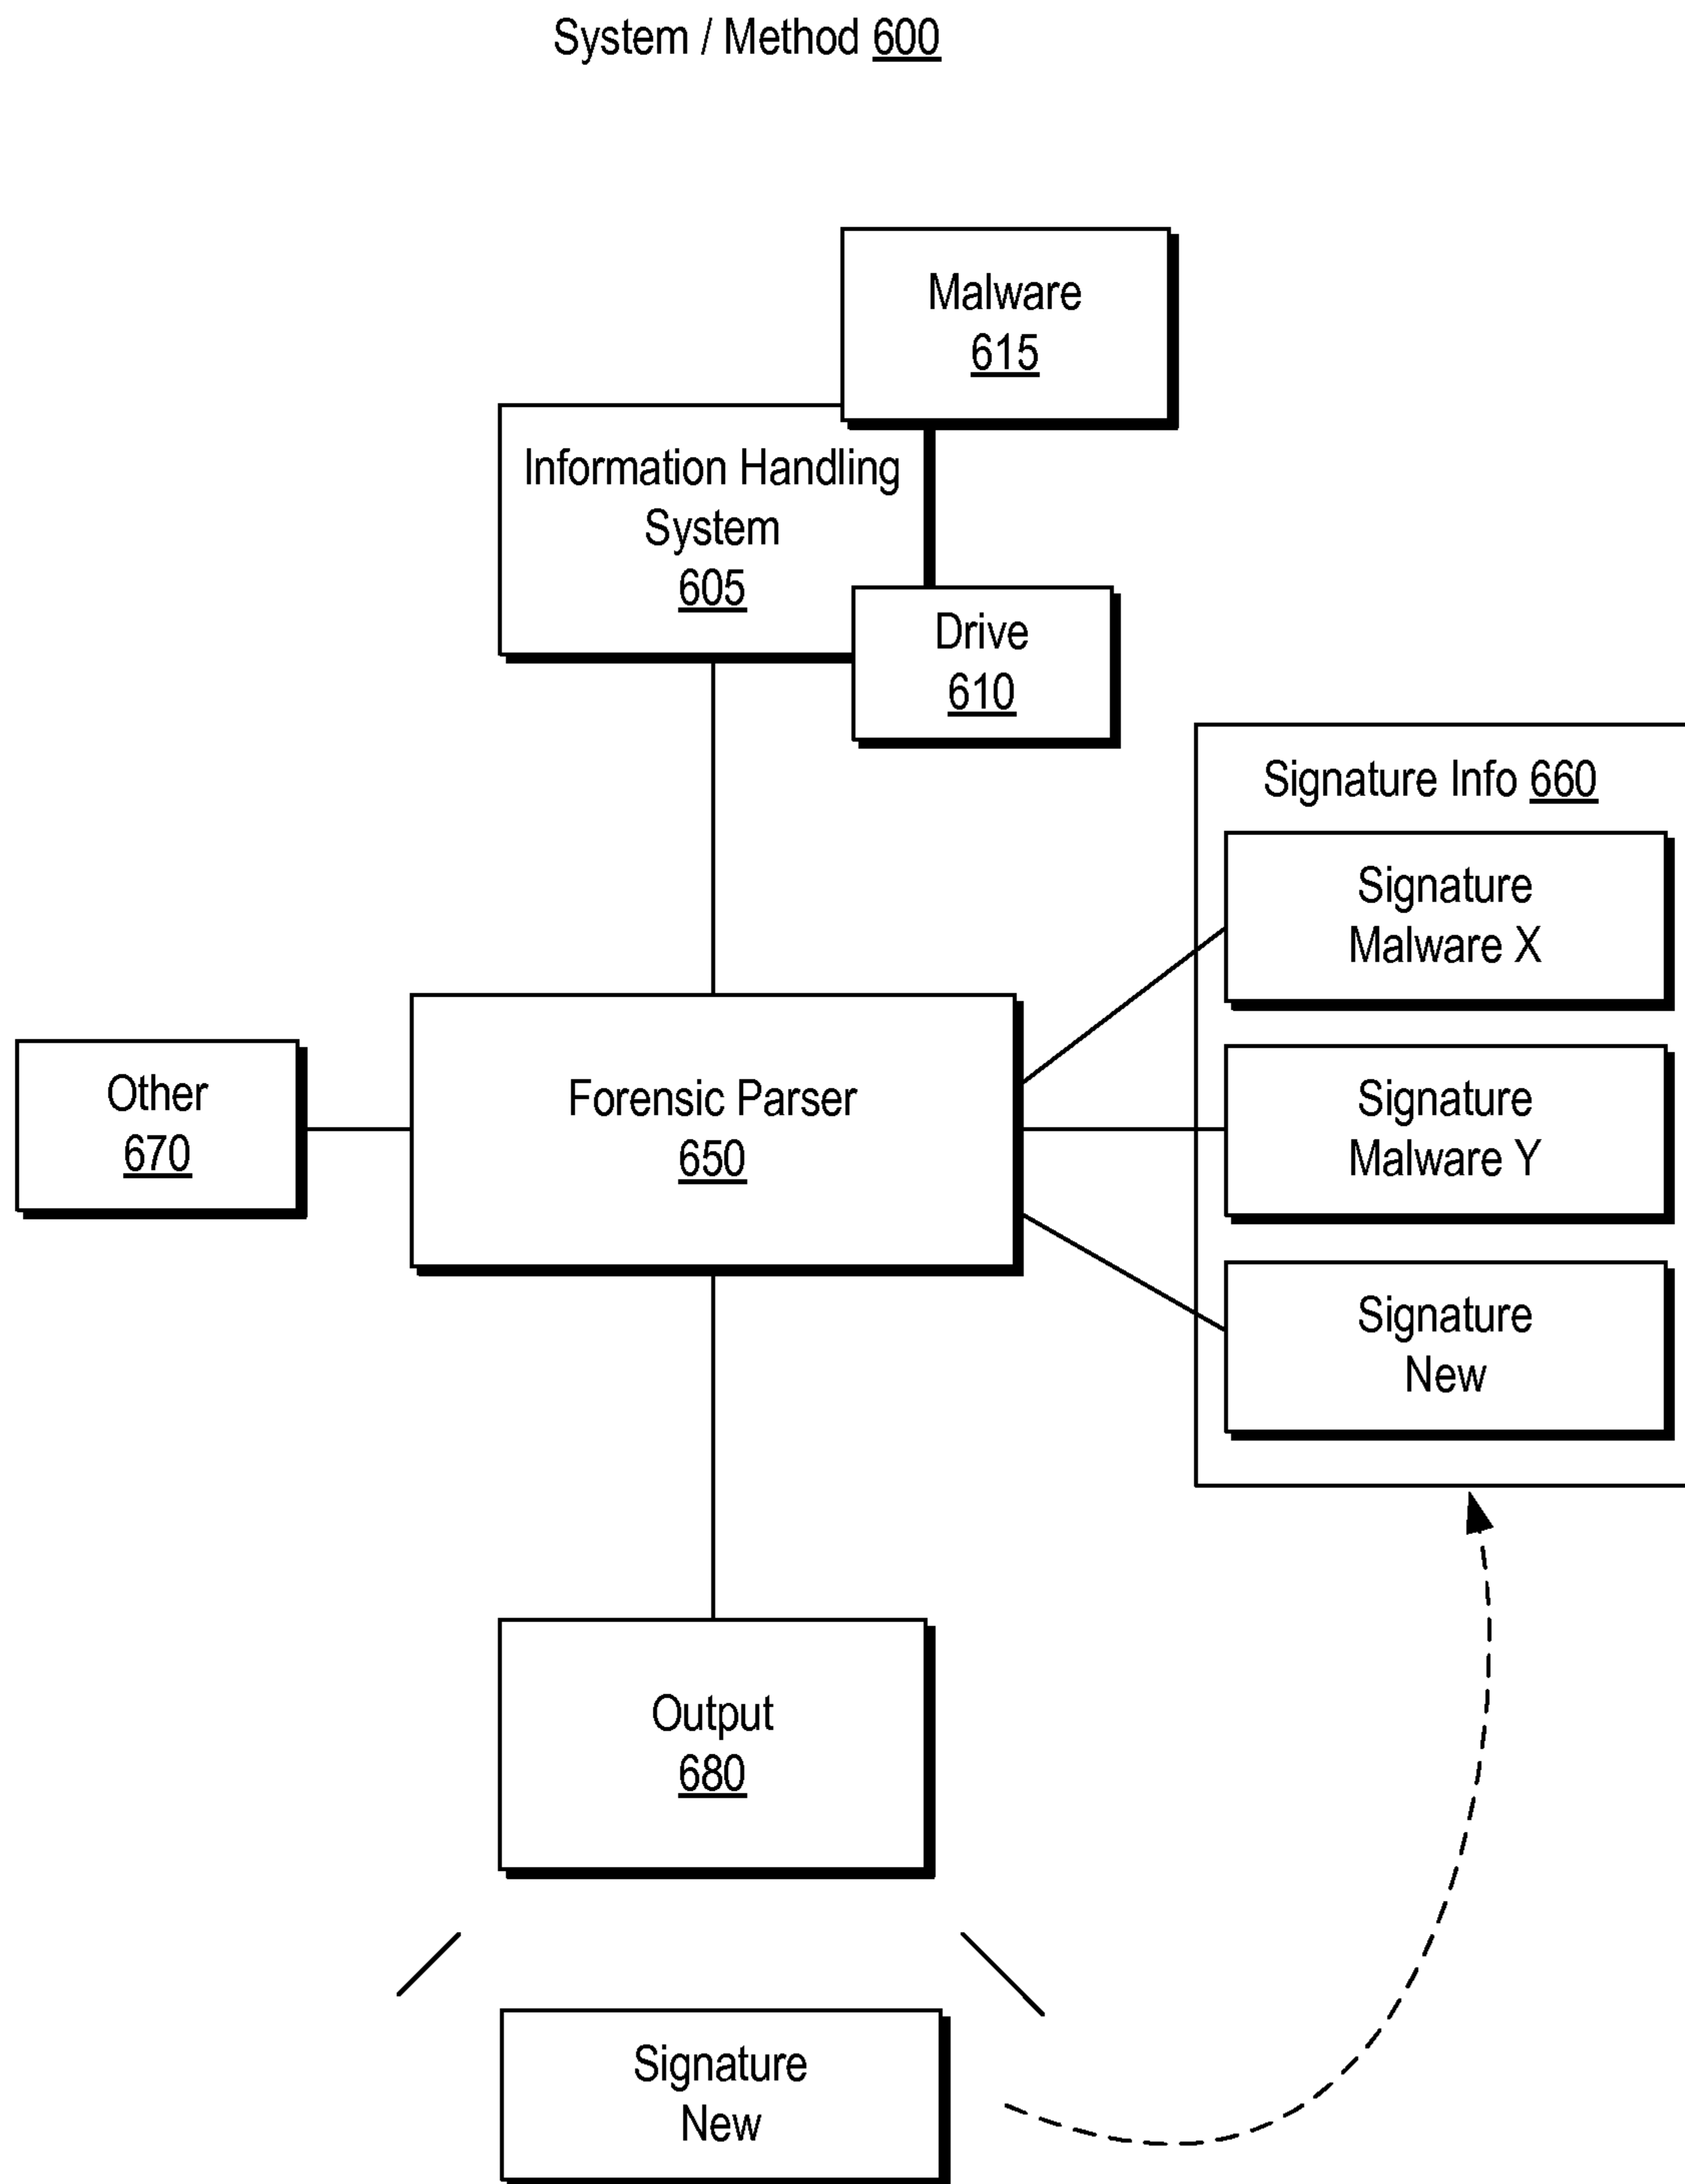 System / Method 600
Malware
615
Information Handling
System
605
Drive
610
Signature Info 660
Signature
Malware X
Other
670
Forensic Parser
650
Signature
Malware Y
Signature
New
Output
680
Signature
New